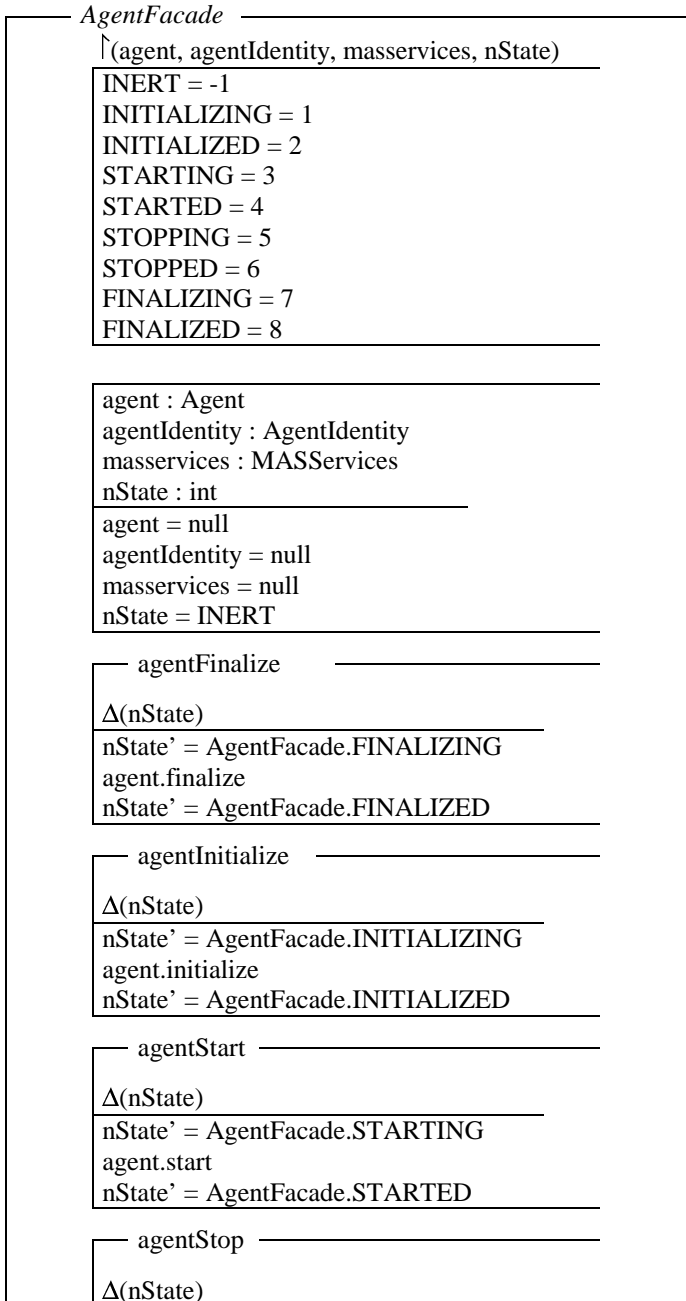 AgentFacade
↾(agent, agentIdentity, masservices, nState)
INERT = -1
INITIALIZING = 1
INITIALIZED = 2
STARTING = 3
STARTED = 4
STOPPING = 5
STOPPED = 6
FINALIZING = 7
FINALIZED = 8
agent : Agent
agentIdentity : AgentIdentity
masservices : MASServices
nState : int
agent = null
agentIdentity = null
masservices = null
nState = INERT
agentFinalize
Δ(nState)
nState’ = AgentFacade.FINALIZING
agent.finalize
nState’ = AgentFacade.FINALIZED
agentInitialize
Δ(nState)
nState’ = AgentFacade.INITIALIZING
agent.initialize
nState’ = AgentFacade.INITIALIZED
agentStart
Δ(nState)
nState’ = AgentFacade.STARTING
agent.start
nState’ = AgentFacade.STARTED
agentStop
Δ(nState)